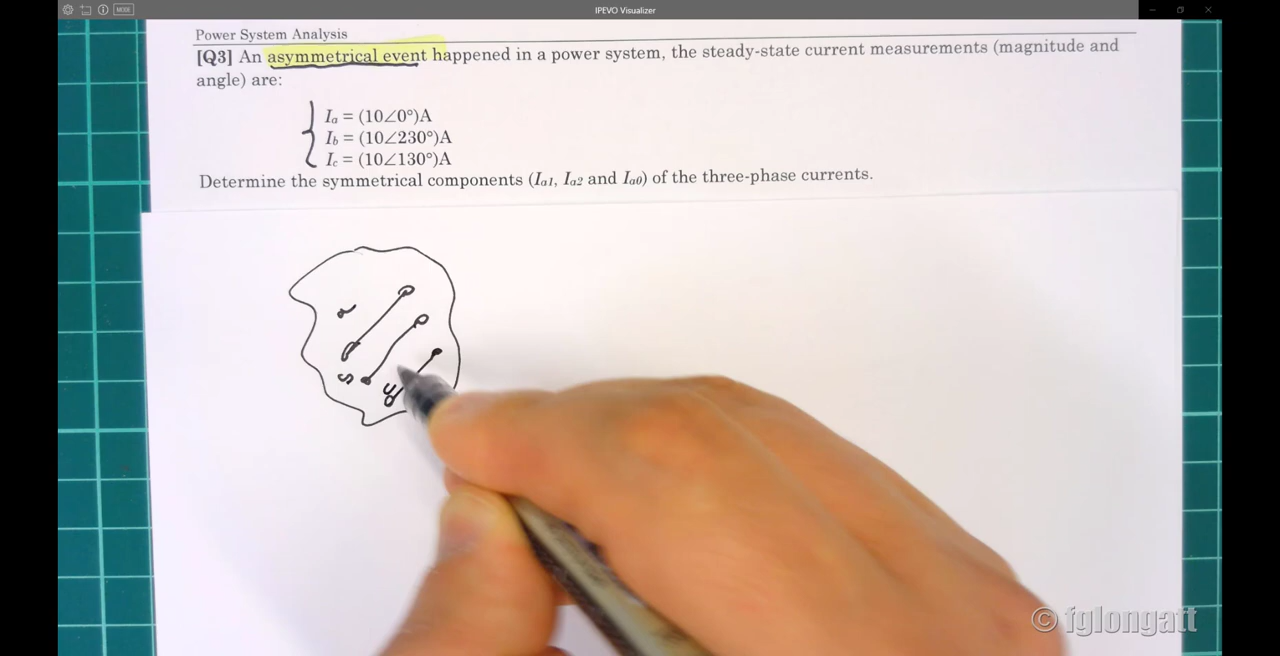 MODE
IPEVO Visualizer
Power System Analysis
[Q3] An asymmetrical event happened in a power system, the steady-state current measurements (magnitude and
angle) are:
Ia = (10∠0°)A
Ib = (10∠230°)A
Ic = (10∠130°)A
Determine the symmetrical components (Ia1, Ia2 and Ia0) of the three-phase currents.
© fglongatt